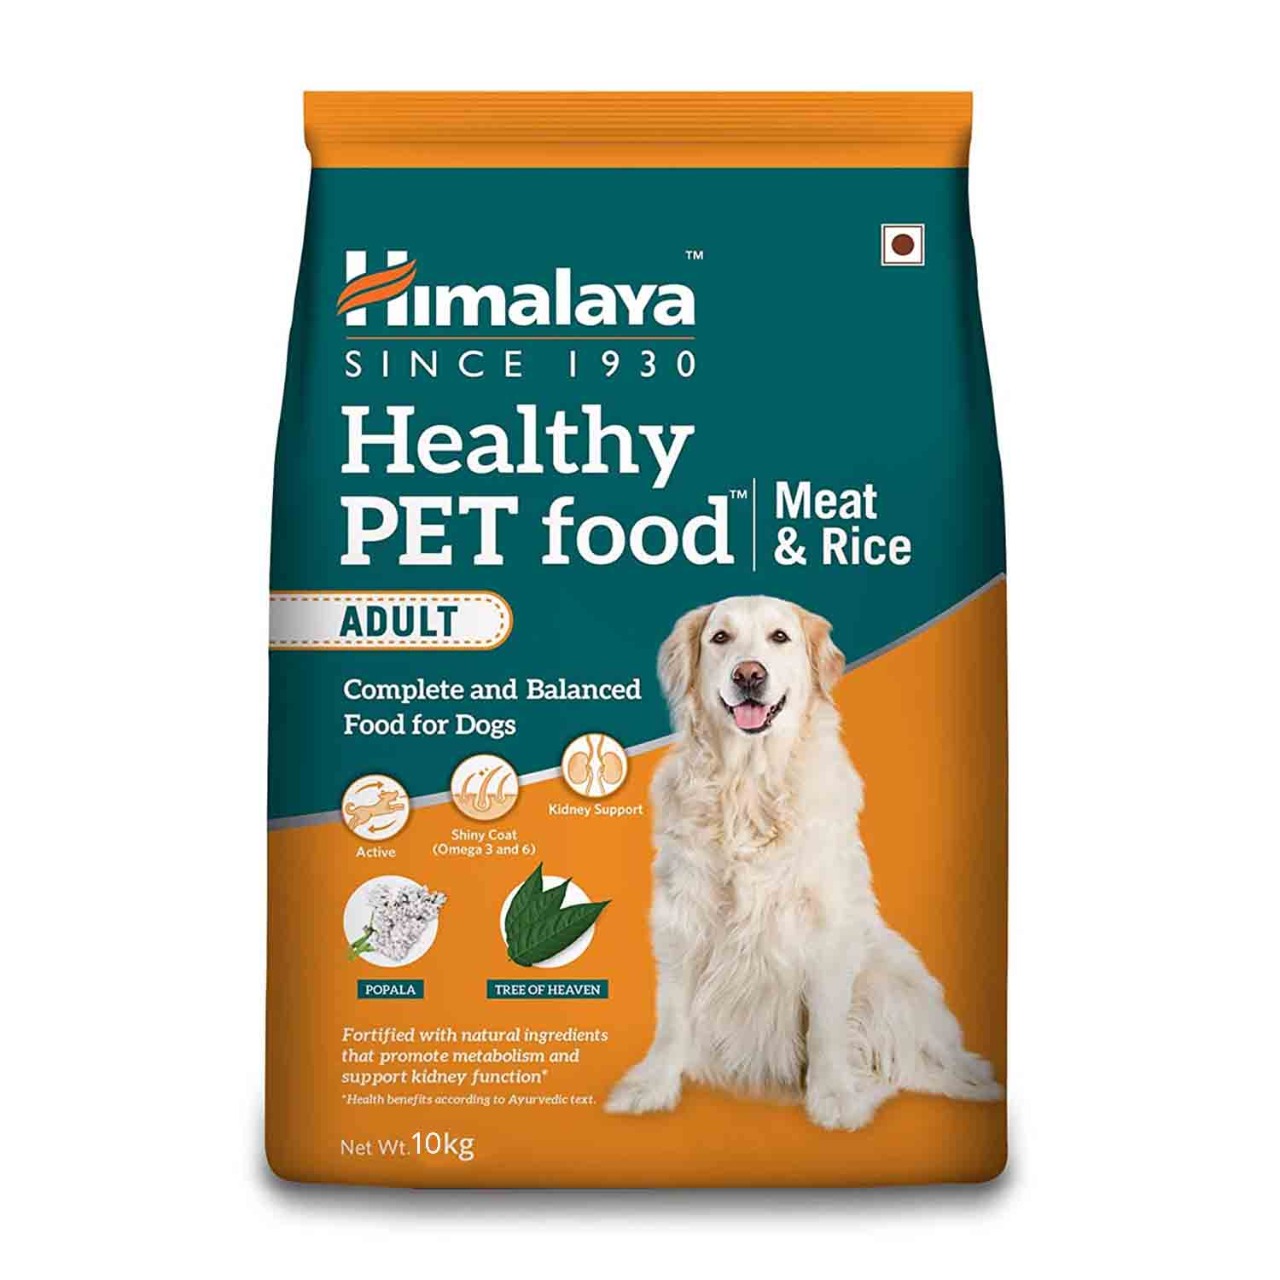 Himalaya™
SINCE 1930
Healthy
PET food™
Meat
& Rice
ADULT
Complete and Balanced
Food for Dogs
Active
Shiny Coat
(Omega 3 and 6)
Kidney Support
POPALA
TREE OF HEAVEN
Fortified with natural ingredients
that promote metabolism and
support kidney function*
*Health benefits according to Ayurvedic text.
Net Wt.10kg